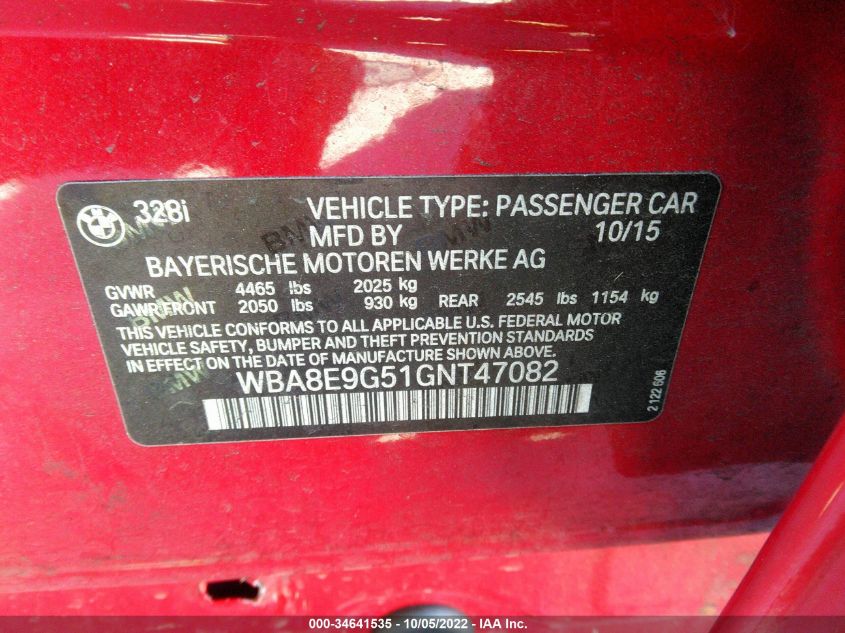 328i VEHICLE TYPE: PASSENGER CAR
MFD BY 10/15
BAYERISCHE MOTOREN WERKE AG
GVWR 4465 lbs 2025 kg
GAWR FRONT 2050 lbs 930 kg REAR 2545 lbs 1154 kg
THIS VEHICLE CONFORMS TO ALL APPLICABLE U.S. FEDERAL MOTOR
VEHICLE SAFETY, BUMPER AND THEFT PREVENTION STANDARDS
IN EFFECT ON THE DATE OF MANUFACTURE SHOWN ABOVE.
WBA8E9G51GNT47082
2 122 606
000-34641535 - 10/05/2022 - IAA Inc.